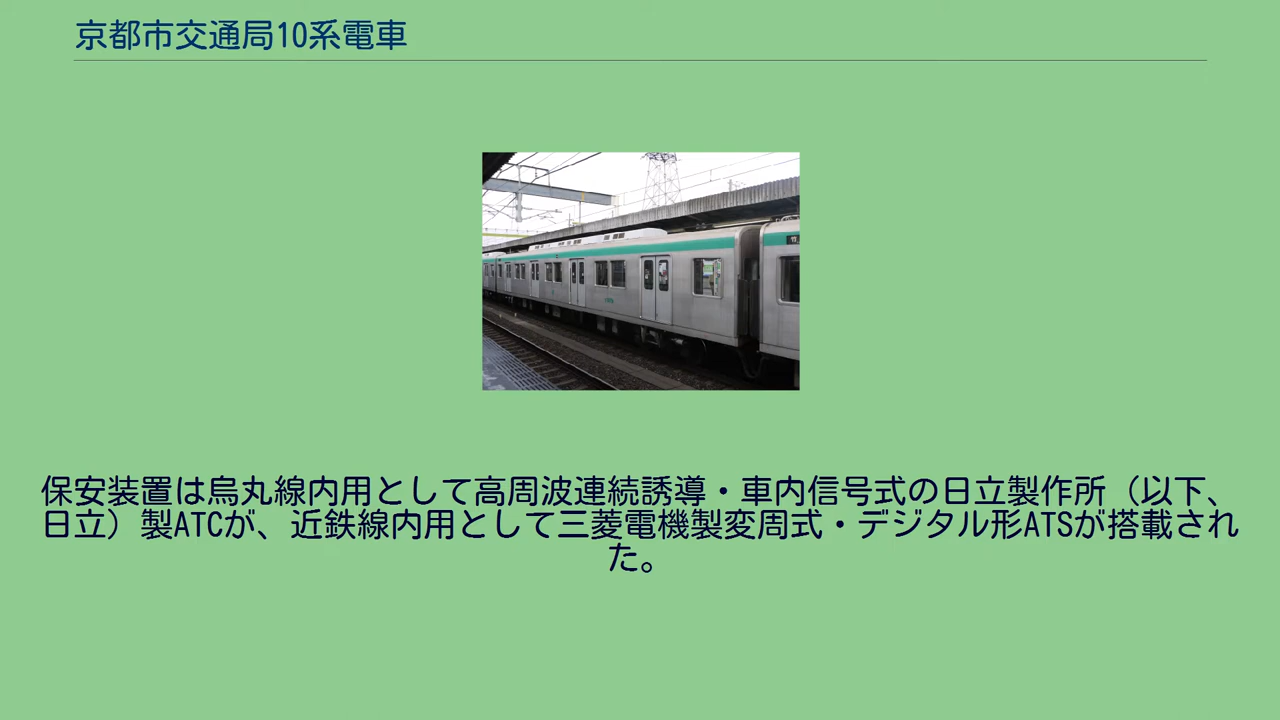 京都市交通局10系電車
保安装置は烏丸線内用として高周波連続誘導・車内信号式の日立製作所（以下、
日立）製ATCが、近鉄線内用として三菱電機製変周式・デジタル形ATSが搭載され
た。